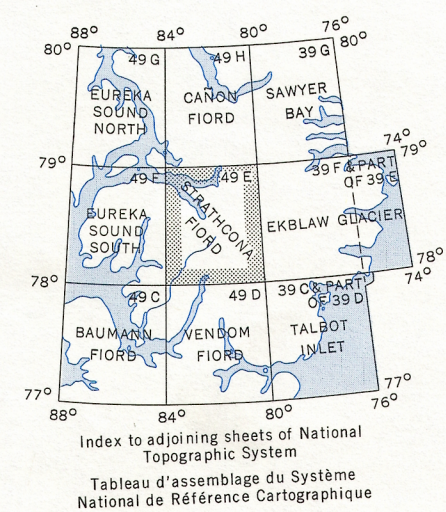 88° 84° 80° 76°
80° 80°
49 G 49 H 39 G
EUREKA
SOUND
NORTH
CAÑON
FIORD
SAWYER
BAY
74°
79° 79°
49 F 49 E 39 F & PART
OF 39 E
EUREKA
SOUND
SOUTH
STRATHCONA
FIORD
EKBLAW GLACIER
78° 78°
74°
49 C 49 D 39 C & PART
OF 39 D
BAUMANN
FIORD
VENDOM
FIORD
TALBOT
INLET
77° 77°
88° 84° 80° 76°
Index to adjoining sheets of National
Topographic System
Tableau d'assemblage du Système
National de Référence Cartographique